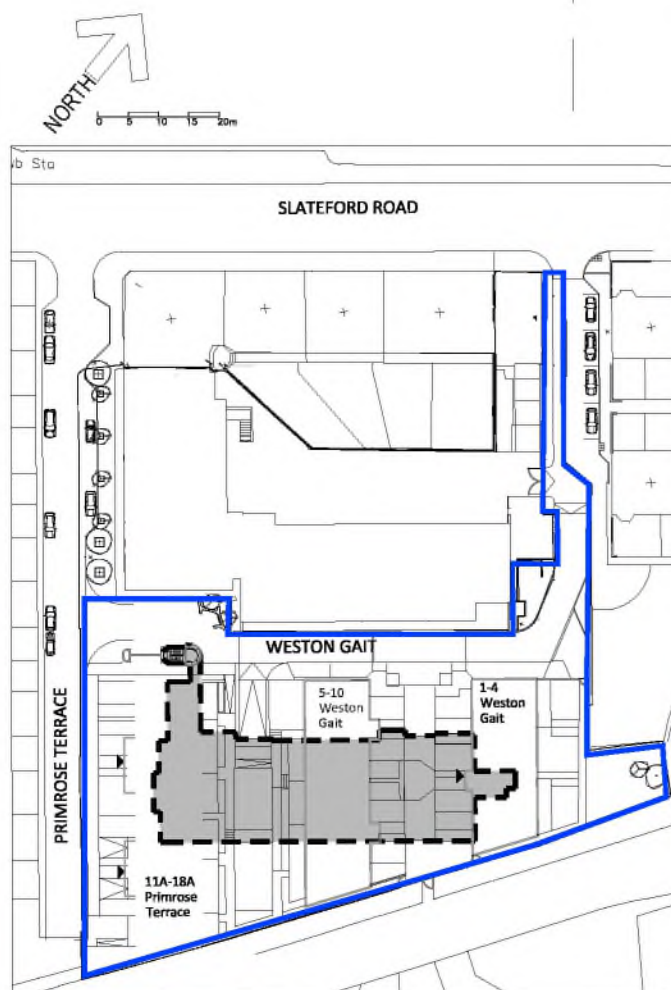 NORTH
0 5 10 15 20m
b Sta
SLATEFORD ROAD
WESTON GAIT
PRIMROSE TERRACE
5-10
Weston
Gait
1-4
Weston
Gait
11A-18A
Primrose
Terrace